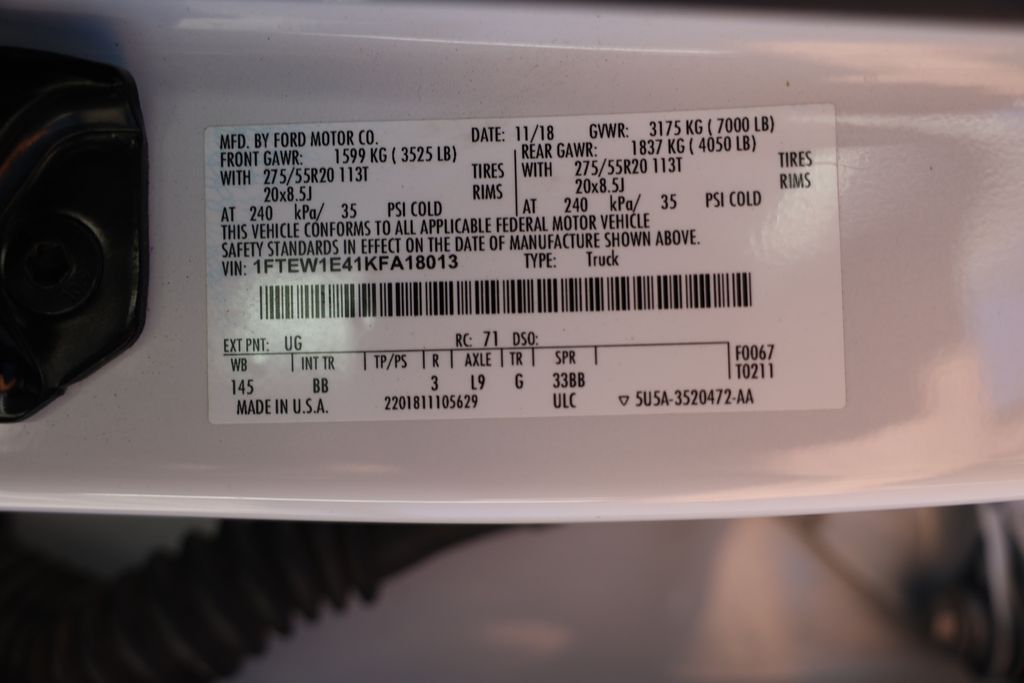 MFD. BY FORD MOTOR CO. DATE: 11/18 GVWR: 3175 KG ( 7000 LB)
FRONT GAWR: 1599 KG ( 3525 LB) REAR GAWR: 1837 KG ( 4050 LB)
WITH 275/55R20 113T TIRES WITH 275/55R20 113T TIRES
20x8.5J RIMS 20x8.5J RIMS
AT 240 kPa/ 35 PSI COLD AT 240 kPa/ 35 PSI COLD
THIS VEHICLE CONFORMS TO ALL APPLICABLE FEDERAL MOTOR VEHICLE
SAFETY STANDARDS IN EFFECT ON THE DATE OF MANUFACTURE SHOWN ABOVE.
VIN: 1FTEW1E41KFA18013 TYPE: Truck
EXT PNT: UG RC: 71 DSO:
WB INT TR TP/PS R AXLE TR SPR F0067
145 BB 3 L9 G 33BB T0211
MADE IN U.S.A. 2201811105629 ULC ▽ 5U5A-3520472-AA